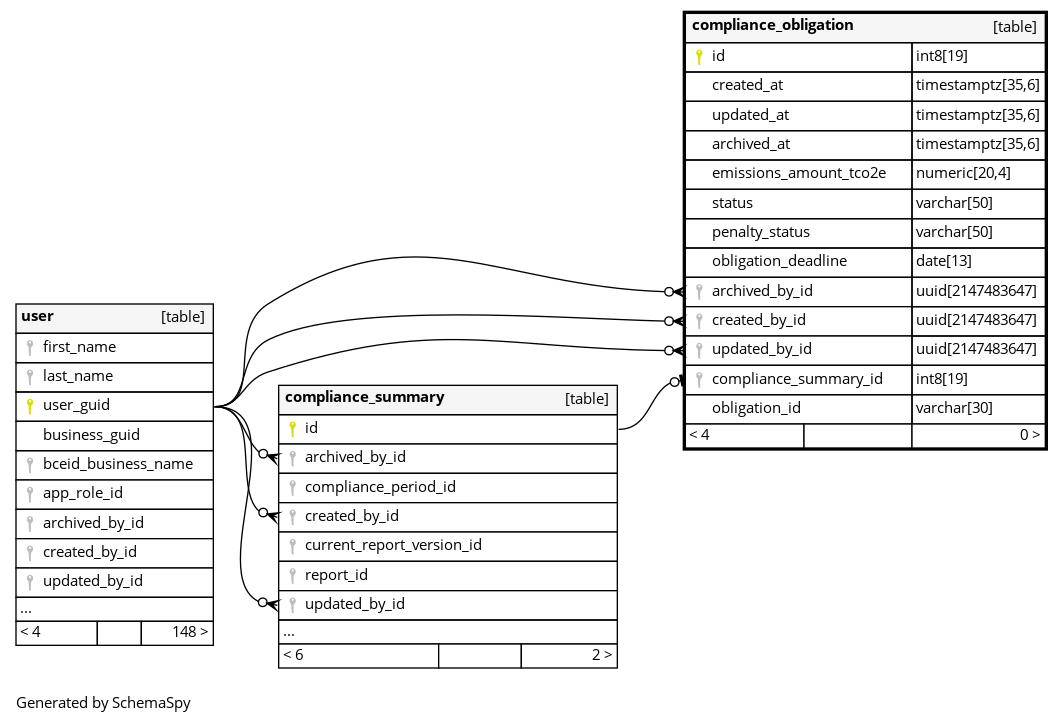 compliance_obligation [table]
id int8[19]
created_at timestamptz[35,6]
updated_at timestamptz[35,6]
archived_at timestamptz[35,6]
emissions_amount_tco2e numeric[20,4]
status varchar[50]
penalty_status varchar[50]
obligation_deadline date[13]
archived_by_id uuid[2147483647]
created_by_id uuid[2147483647]
updated_by_id uuid[2147483647]
compliance_summary_id int8[19]
obligation_id varchar[30]
< 4 0 >
user [table]
first_name
last_name
user_guid
business_guid
bceid_business_name
app_role_id
archived_by_id
created_by_id
updated_by_id
...
< 4 148 >
compliance_summary [table]
id
archived_by_id
compliance_period_id
created_by_id
current_report_version_id
report_id
updated_by_id
...
< 6 2 >
Generated by SchemaSpy